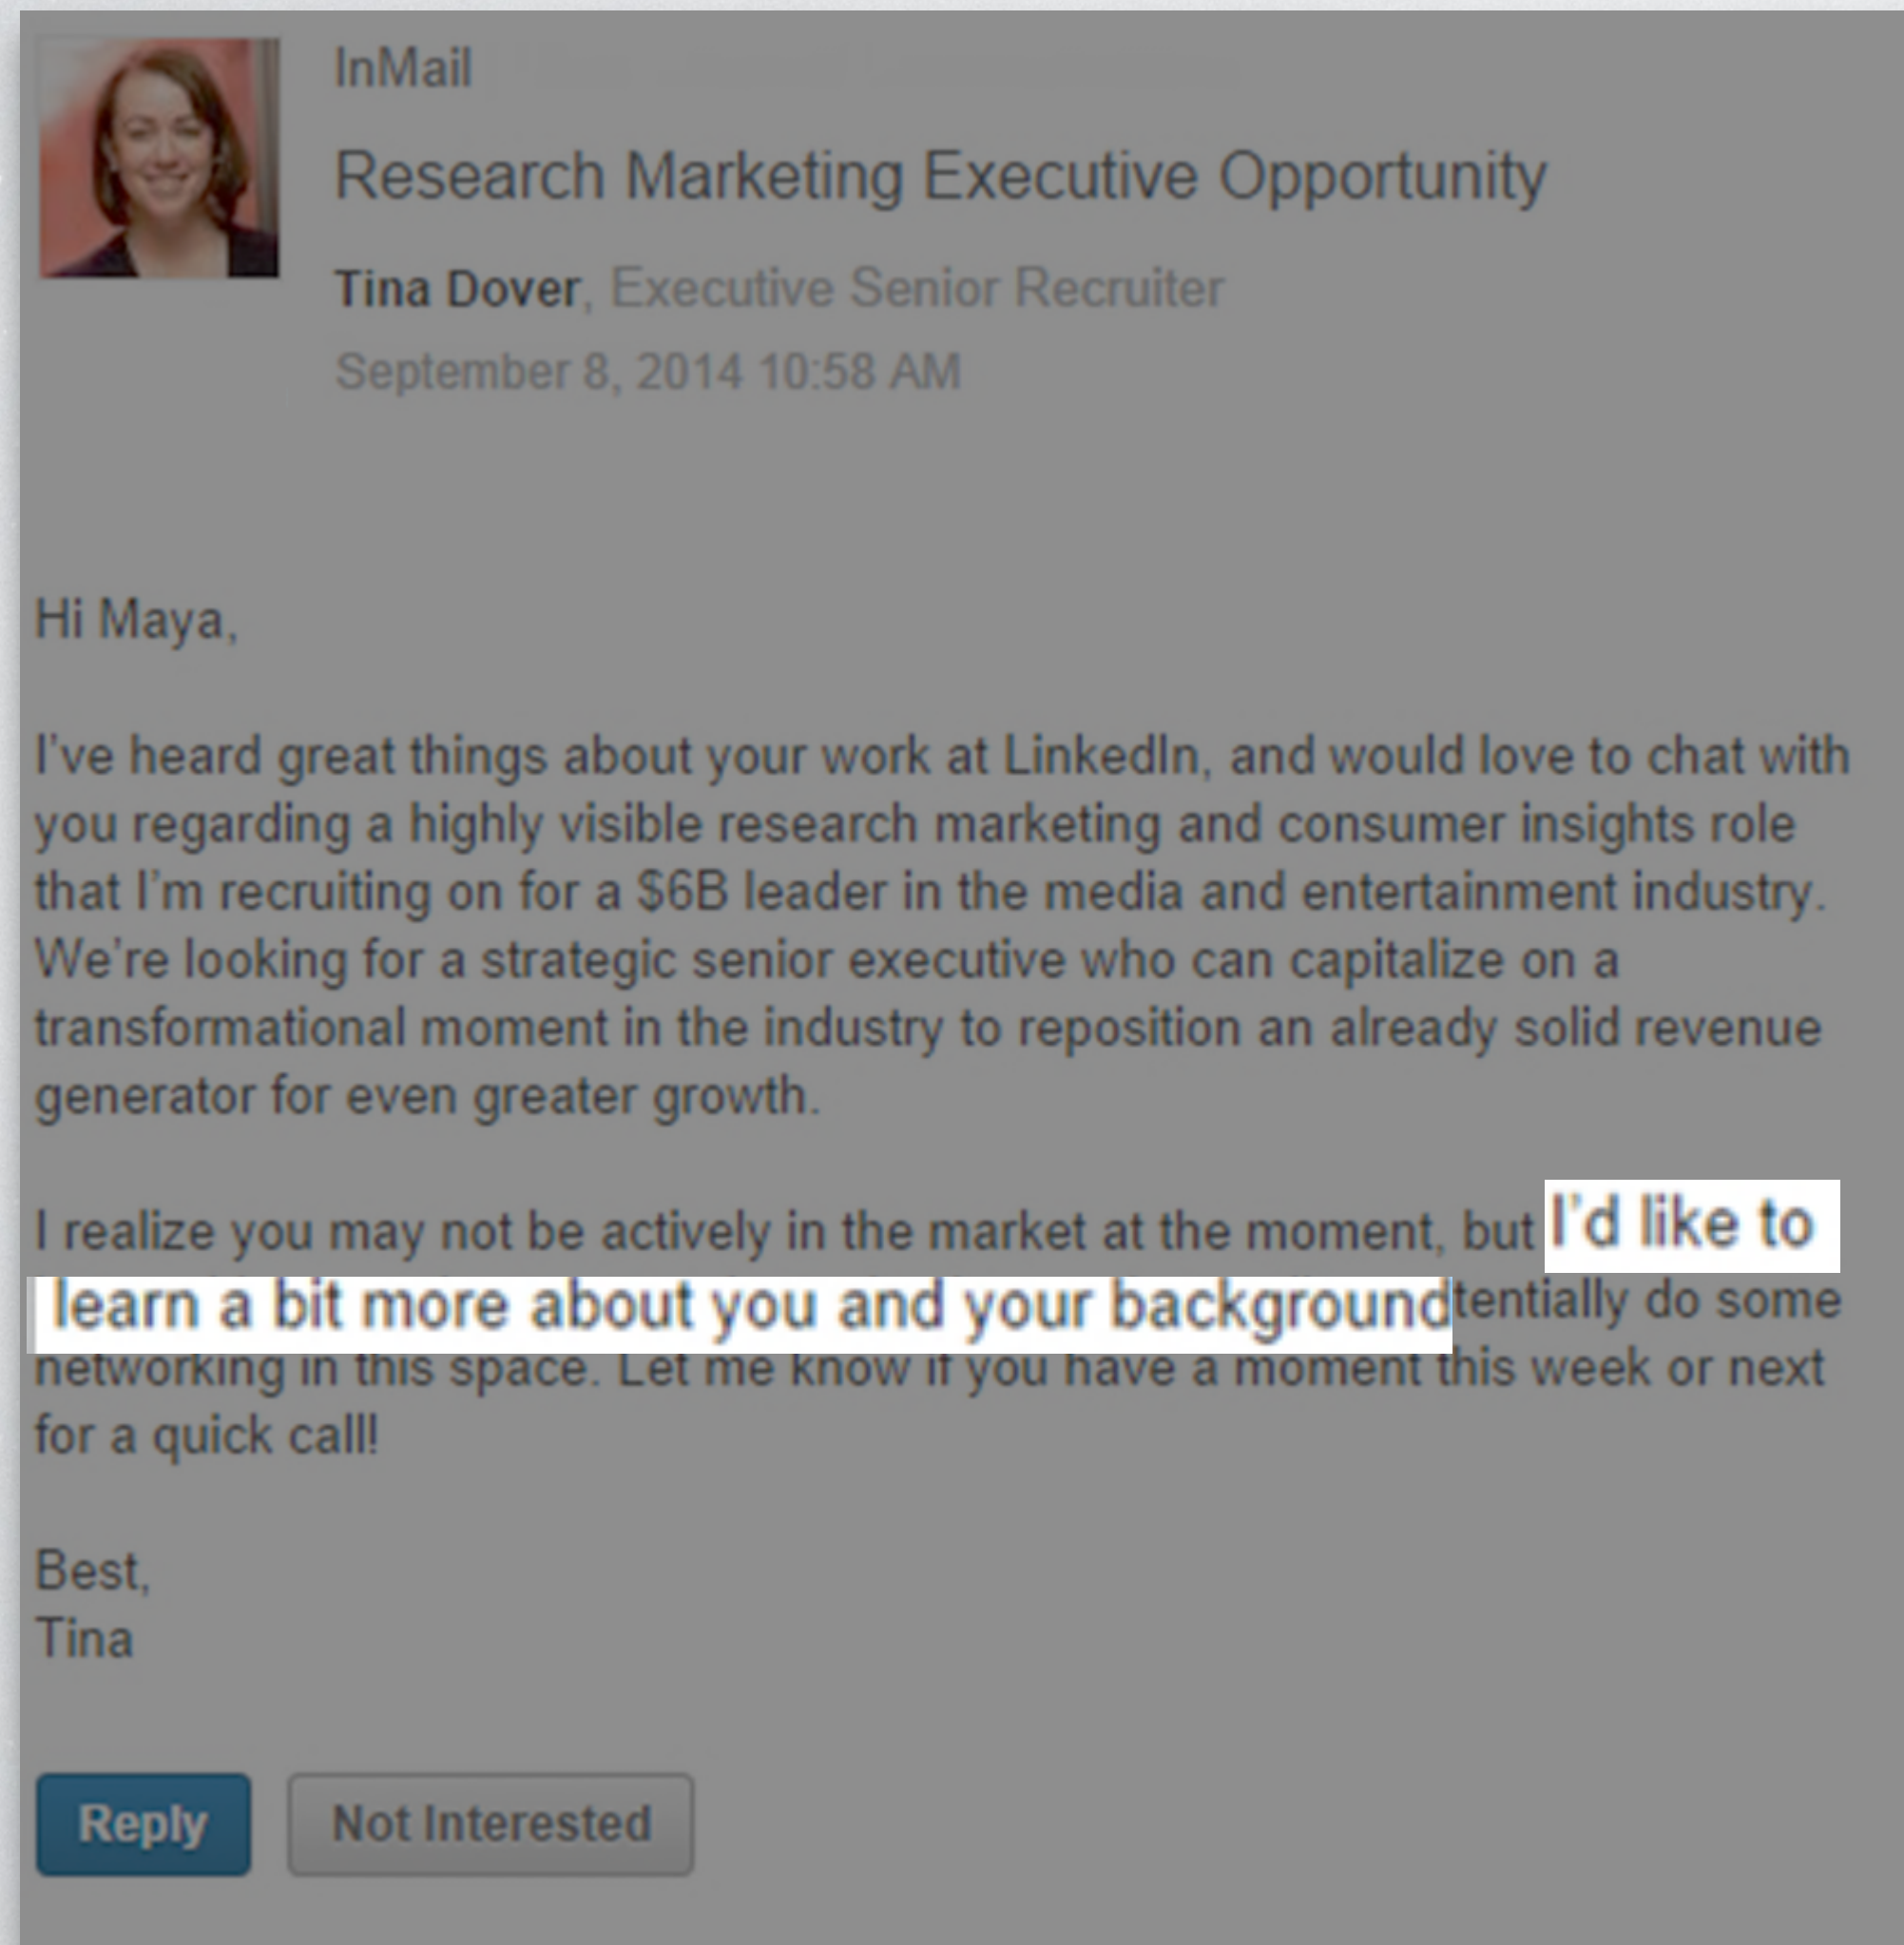 InMail
Research Marketing Executive Opportunity
Tina Dover, Executive Senior Recruiter
September 8, 2014 10:58 AM
Hi Maya,
I've heard great things about your work at LinkedIn, and would love to chat with
you regarding a highly visible research marketing and consumer insights role
that I'm recruiting on for a $6B leader in the media and entertainment industry.
We're looking for a strategic senior executive who can capitalize on a
transformational moment in the industry to reposition an already solid revenue
generator for even greater growth.
I realize you may not be actively in the market at the moment, but I'd like to
learn a bit more about you and your background tentially do some
networking in this space. Let me know if you have a moment this week or next
for a quick call!
Best,
Tina
Reply Not Interested